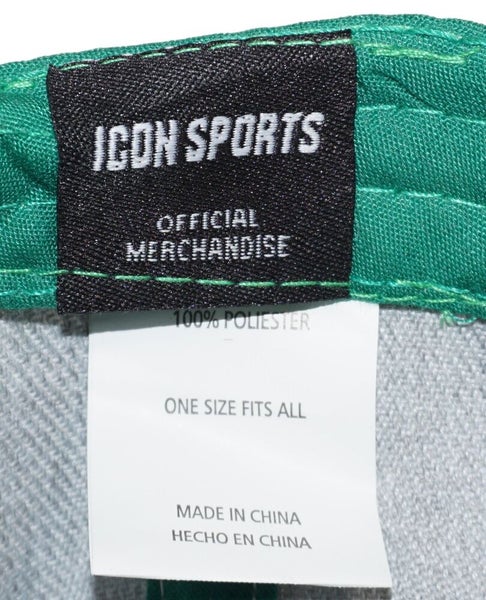 ICON SPORTS
OFFICIAL
MERCHANDISE
100% POLIESTER
ONE SIZE FITS ALL
MADE IN CHINA
HECHO EN CHINA